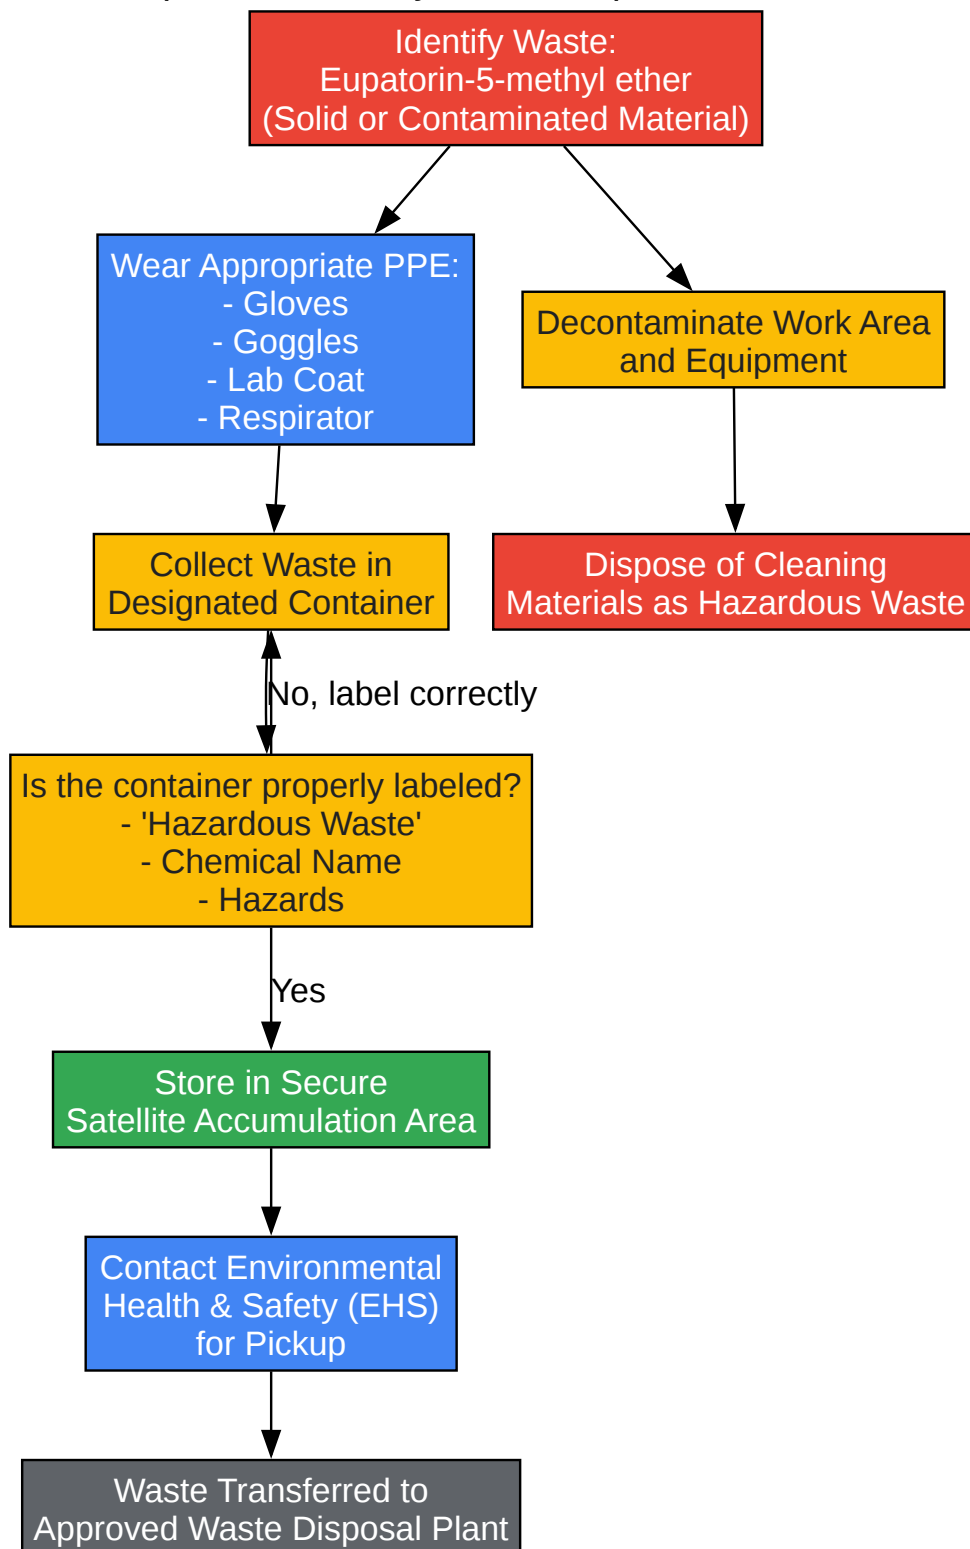 Identify Waste:
Eupatorin-5-methyl ether
(Solid or Contaminated Material)
Wear Appropriate PPE:
- Gloves
- Goggles
- Lab Coat
- Respirator
Decontaminate Work Area
and Equipment
Collect Waste in
Designated Container
Dispose of Cleaning
Materials as Hazardous Waste
No, label correctly
Is the container properly labeled?
- 'Hazardous Waste'
- Chemical Name
- Hazards
Yes
Store in Secure
Satellite Accumulation Area
Contact Environmental
Health & Safety (EHS)
for Pickup
Waste Transferred to
Approved Waste Disposal Plant